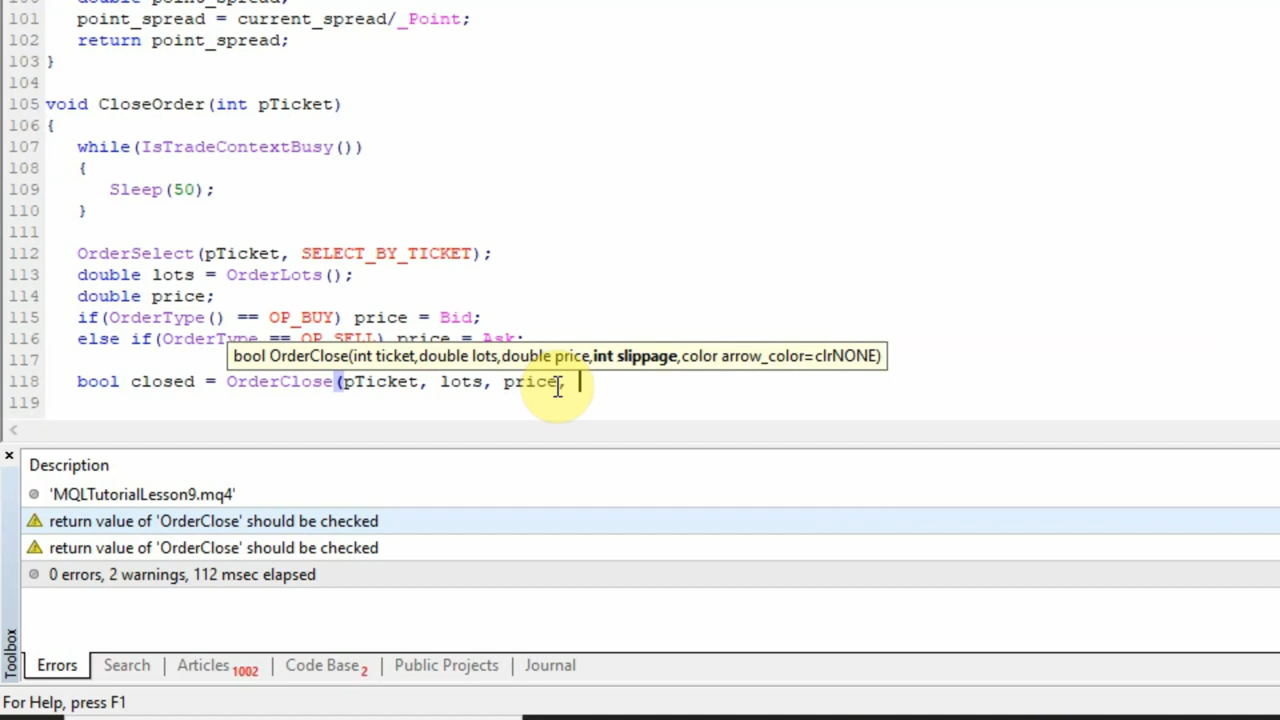 double point_spread;
101 point_spread = current_spread/_Point;
102 return point_spread;
103 }
104
105 void CloseOrder(int pTicket)
106 {
107 while(IsTradeContextBusy())
108 {
109 Sleep(50);
110 }
111
112 OrderSelect(pTicket, SELECT_BY_TICKET);
113 double lots = OrderLots();
114 double price;
115 if(OrderType() == OP_BUY) price = Bid;
116 else if(OrderType == OP_SELL) price = Ask;
117 bool OrderClose(int ticket,double lots,double price,int slippage,color arrow_color=clrNONE)
118 bool closed = OrderClose(pTicket, lots, price,
119
Description
'MQLTutorialLesson9.mq4'
return value of 'OrderClose' should be checked
return value of 'OrderClose' should be checked
0 errors, 2 warnings, 112 msec elapsed
Toolbox
Errors | Search | Articles 1002 | Code Base 2 | Public Projects | Journal
For Help, press F1